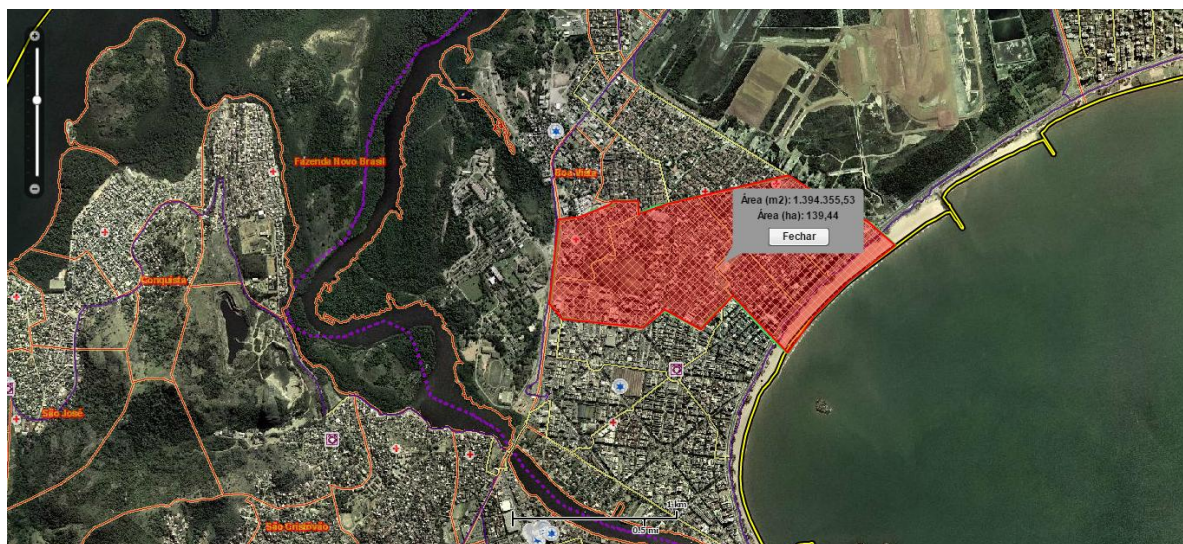 Fazenda Novo Brasil
Boa Vista
Área (m2): 1.394.355,53
Área (ha): 139,44
Fechar
Conquista
São José
São Cristovão
1 km
0.5 mi